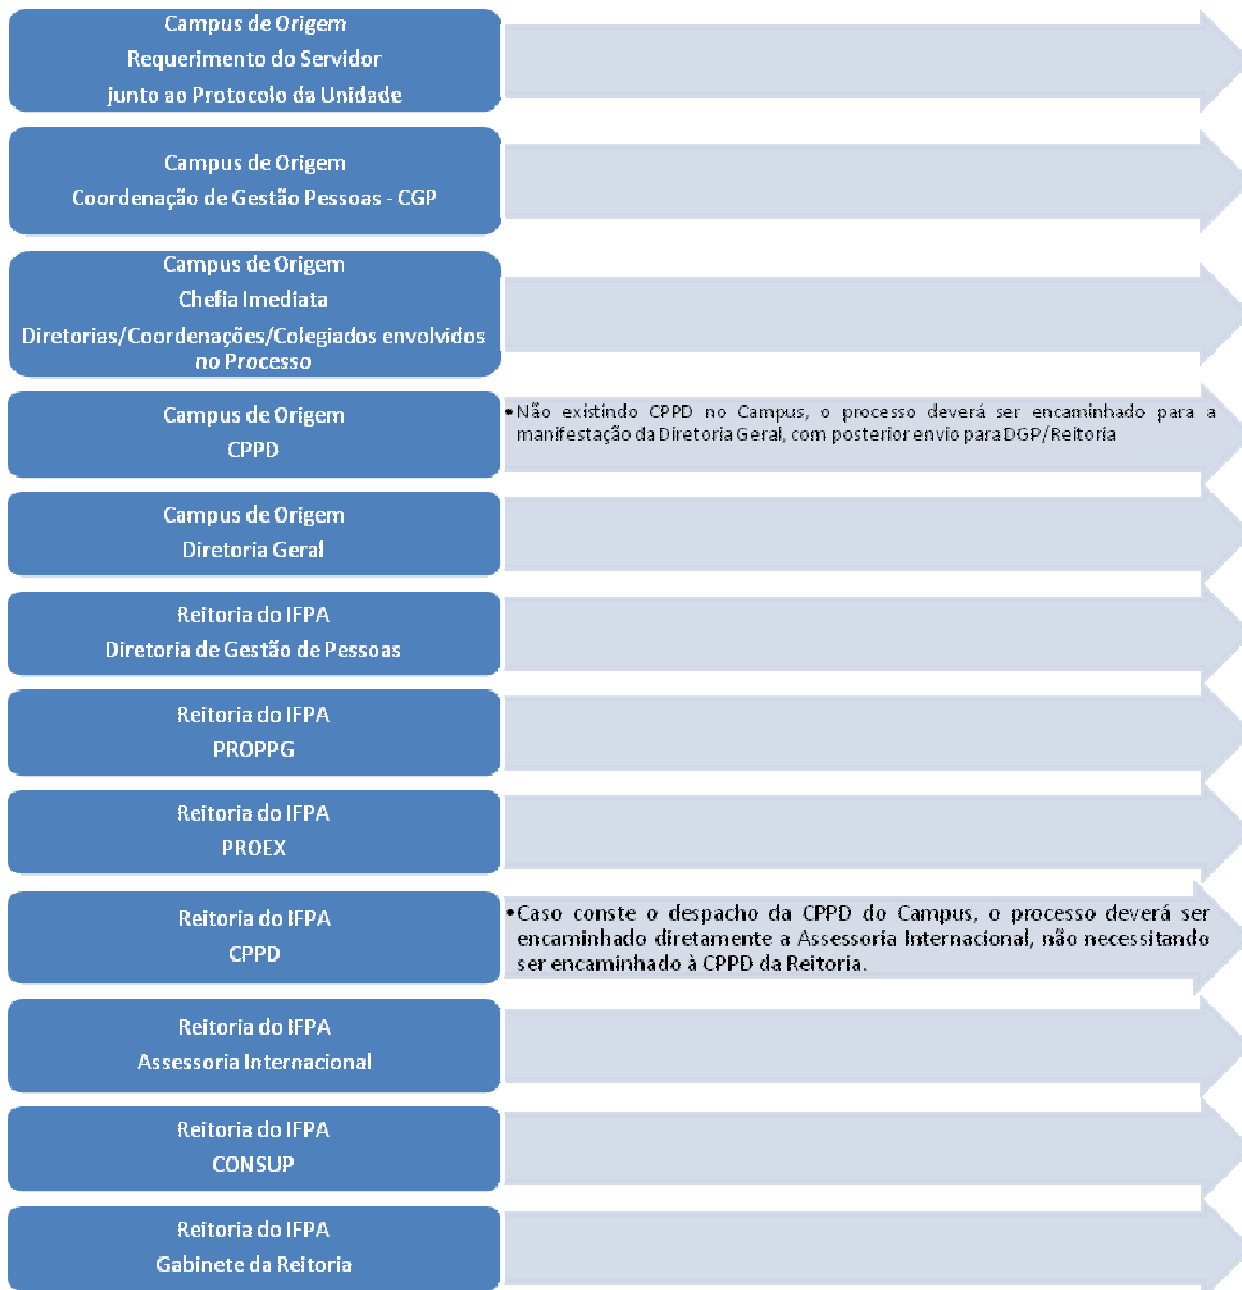 Campus de Origem
Requerimento do Servidor
junto ao Protocolo da Unidade
Campus de Origem
Coordenação de Gestão Pessoas - CGP
Campus de Origem
Chefia Imediata
Diretorias/Coordenações/Colegiados envolvidos
no Processo
Campus de Origem
CPPD
•Não existindo CPPD no Campus, o processo deverá ser encaminhado para a
manifestação da Diretoria Geral, com posterior envio para DGP/Reitoria
Campus de Origem
Diretoria Geral
Reitoria do IFPA
Diretoria de Gestão de Pessoas
Reitoria do IFPA
PROPPG
Reitoria do IFPA
PROEX
Reitoria do IFPA
CPPD
•Caso conste o despacho da CPPD do Campus, o processo deverá ser
encaminhado diretamente a Assessoria Internacional, não necessitando
ser encaminhado à CPPD da Reitoria.
Reitoria do IFPA
Assessoria Internacional
Reitoria do IFPA
CONSUP
Reitoria do IFPA
Gabinete da Reitoria